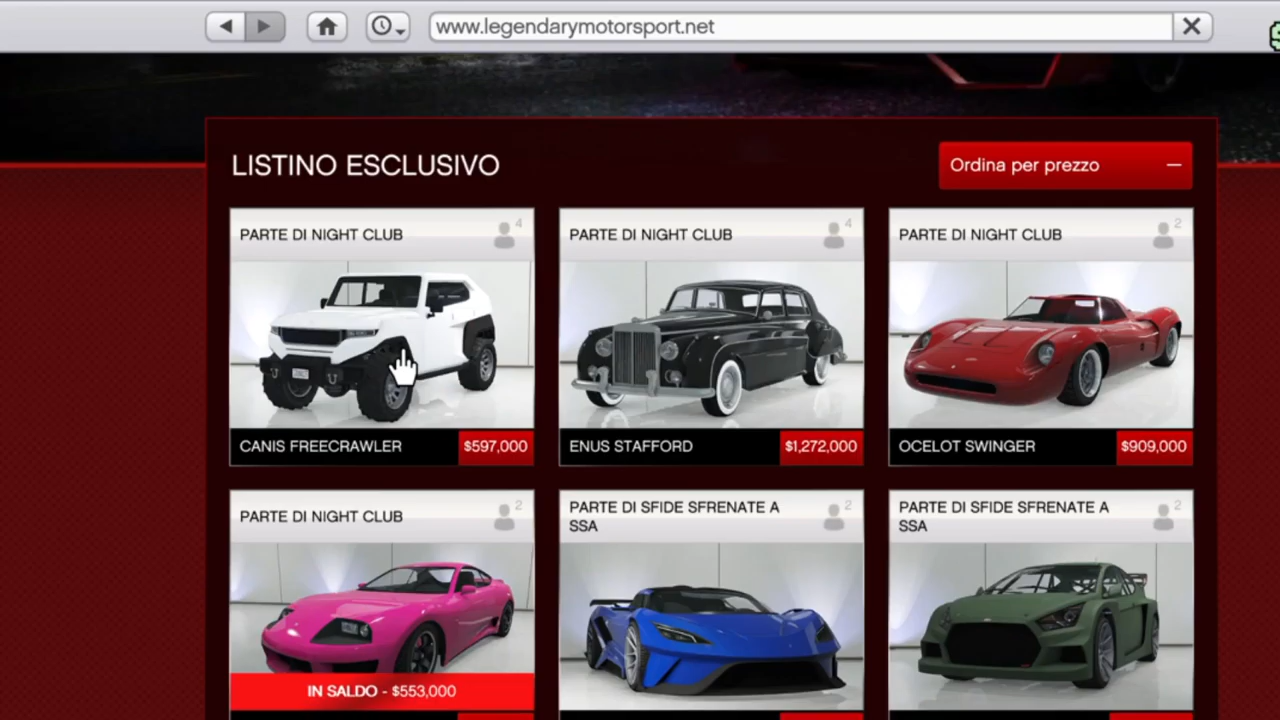 www.legendarymotorsport.net
LISTINO ESCLUSIVO
Ordina per prezzo
PARTE DI NIGHT CLUB
4
PARTE DI NIGHT CLUB
4
PARTE DI NIGHT CLUB
2
CANIS FREECRAWLER
$597,000
ENUS STAFFORD
$1,272,000
OCELOT SWINGER
$909,000
PARTE DI NIGHT CLUB
2
PARTE DI SFIDE SFRENATE A
SSA
2
PARTE DI SFIDE SFRENATE A
SSA
2
IN SALDO - $553,000